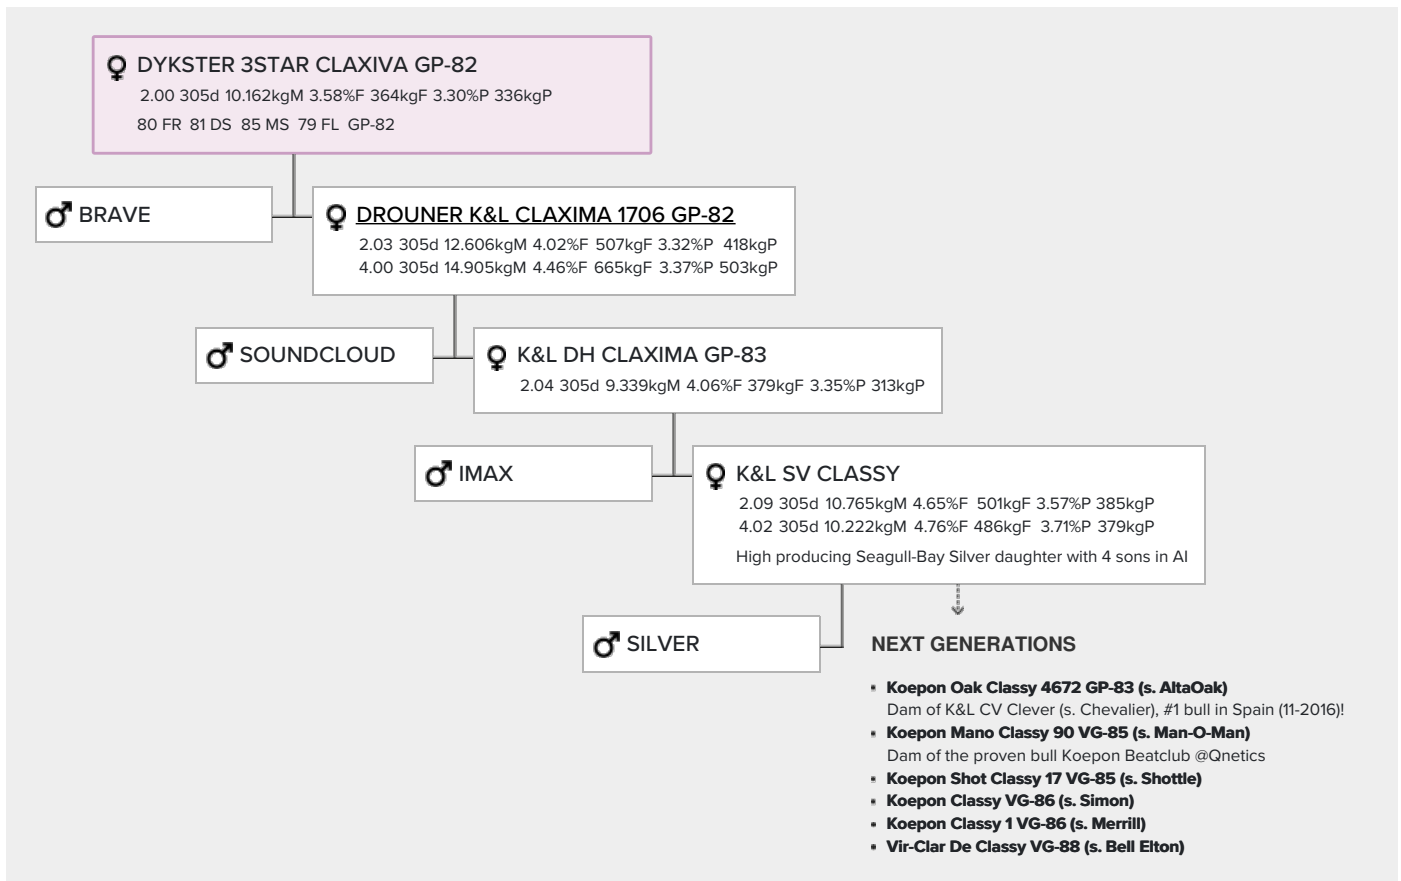 DYKSTER 3STAR CLAXIVA GP-82
2.00 305d 10.162kgM 3.58%F 364kgF 3.30%P 336kgP
80 FR 81 DS 85 MS 79 FL GP-82
BRAVE
DROUNER K&L CLAXIMA 1706 GP-82
2.03 305d 12.606kgM 4.02%F 507kgF 3.32%P 418kgP
4.00 305d 14.905kgM 4.46%F 665kgF 3.37%P 503kgP
SOUNDCLOUD
K&L DH CLAXIMA GP-83
2.04 305d 9.339kgM 4.06%F 379kgF 3.35%P 313kgP
IMAX
K&L SV CLASSY
2.09 305d 10.765kgM 4.65%F 501kgF 3.57%P 385kgP
4.02 305d 10.222kgM 4.76%F 486kgF 3.71%P 379kgP
High producing Seagull-Bay Silver daughter with 4 sons in AI
SILVER
NEXT GENERATIONS
Koepon Oak Classy 4672 GP-83 (s. AltaOak)
Dam of K&L CV Clever (s. Chevalier), #1 bull in Spain (11-2016)!
Koepon Mano Classy 90 VG-85 (s. Man-O-Man)
Dam of the proven bull Koepon Beatclub @Qnetics
Koepon Shot Classy 17 VG-85 (s. Shottle)
Koepon Classy VG-86 (s. Simon)
Koepon Classy 1 VG-86 (s. Merrill)
Vir-Clar De Classy VG-88 (s. Bell Elton)